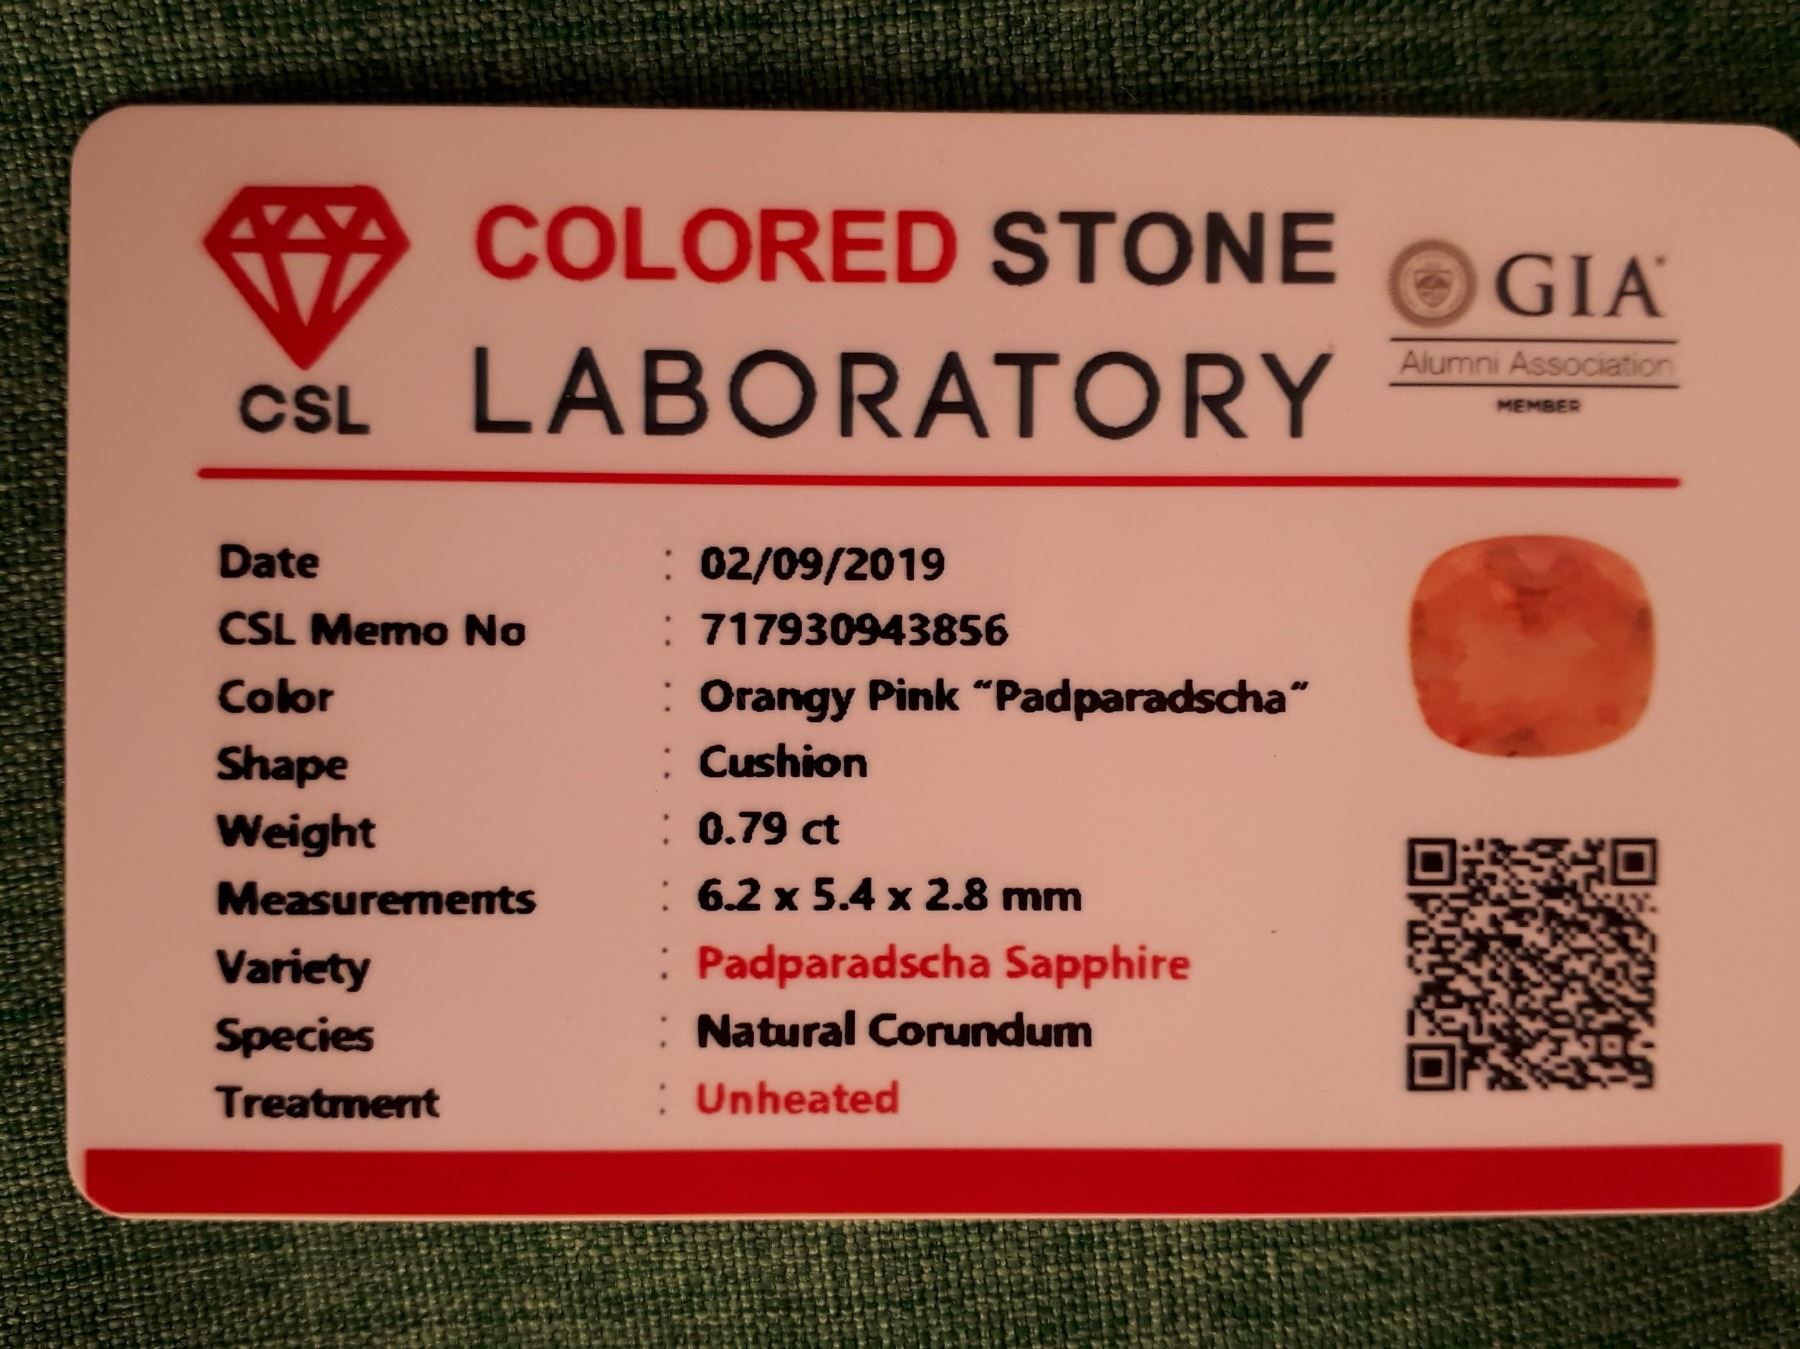 COLORED STONE
LABORATORY
CSL
GIA
Alumni Association
MEMBER
Date : 02/09/2019
CSL Memo No : 717930943856
Color : Orangy Pink “Padparadscha”
Shape : Cushion
Weight : 0.79 ct
Measurements : 6.2 x 5.4 x 2.8 mm
Variety : Padparadscha Sapphire
Species : Natural Corundum
Treatment : Unheated